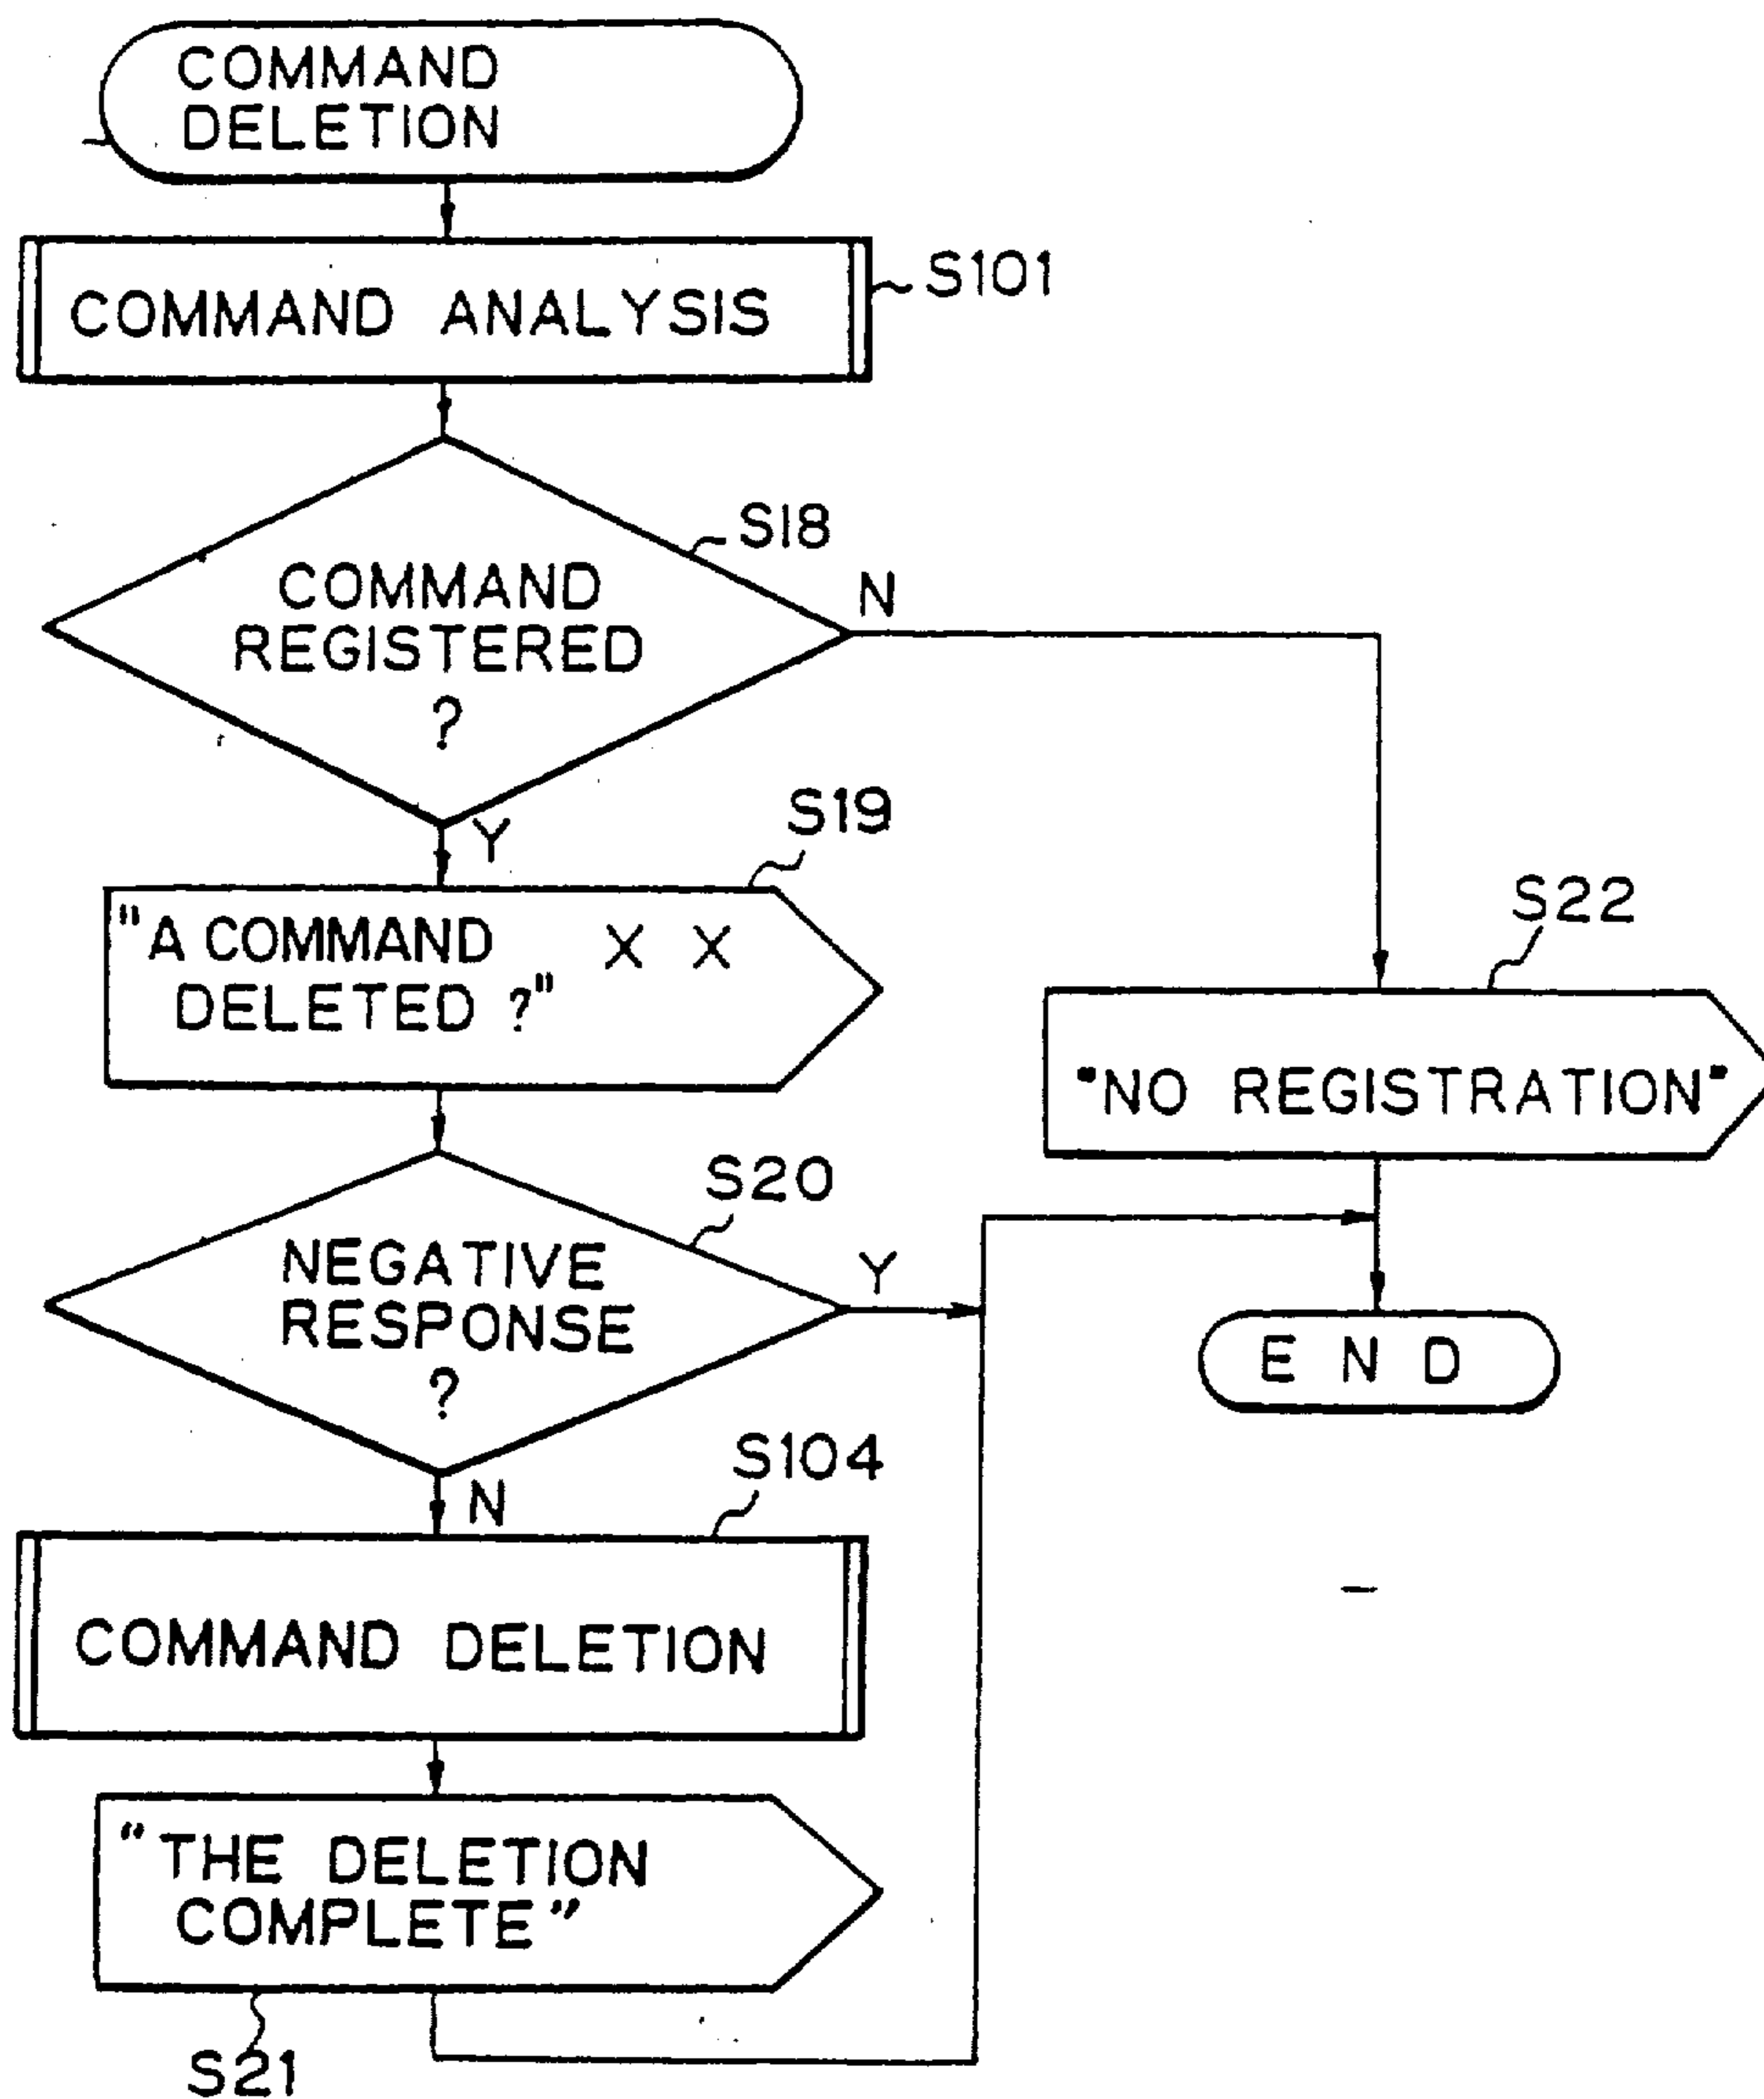 COMMAND
DELETION
COMMAND ANALYSIS
S101
S18
COMMAND
REGISTERED
?
N
Y
S19
"A COMMAND X X
DELETED ?"
S22
"NO REGISTRATION"
S20
NEGATIVE
RESPONSE
?
Y
N
END
S104
COMMAND DELETION
"THE DELETION
COMPLETE"
S21